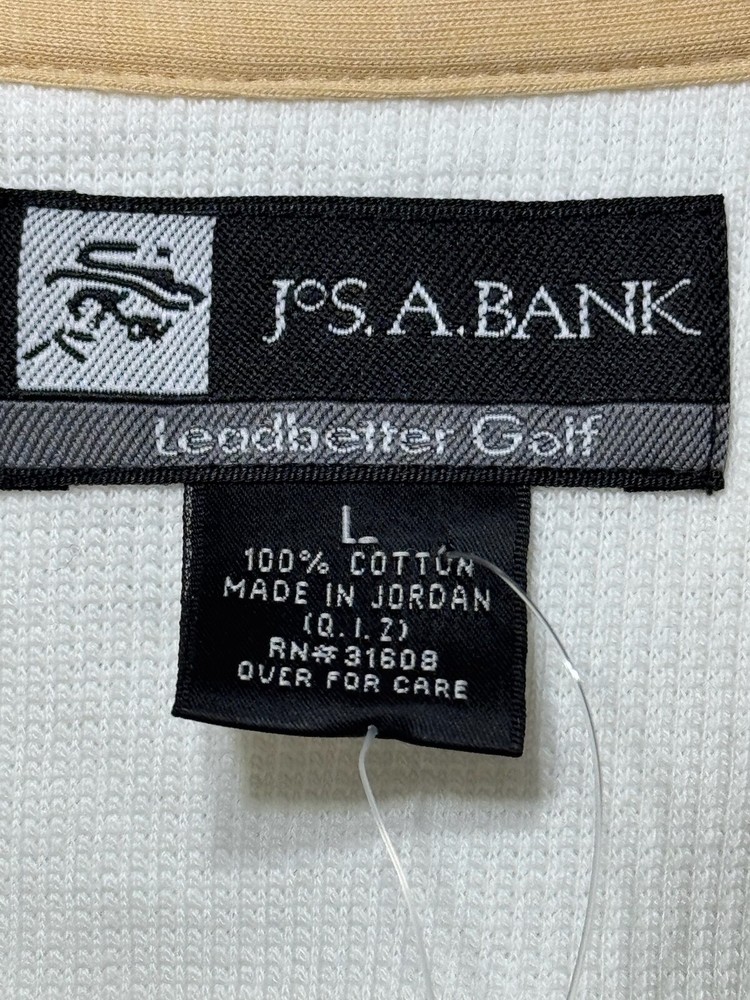 JOS. A. BANK
Leadbetter Golf
L
100% COTTON
MADE IN JORDAN
(Q.I.Z)
RN# 31608
OVER FOR CARE